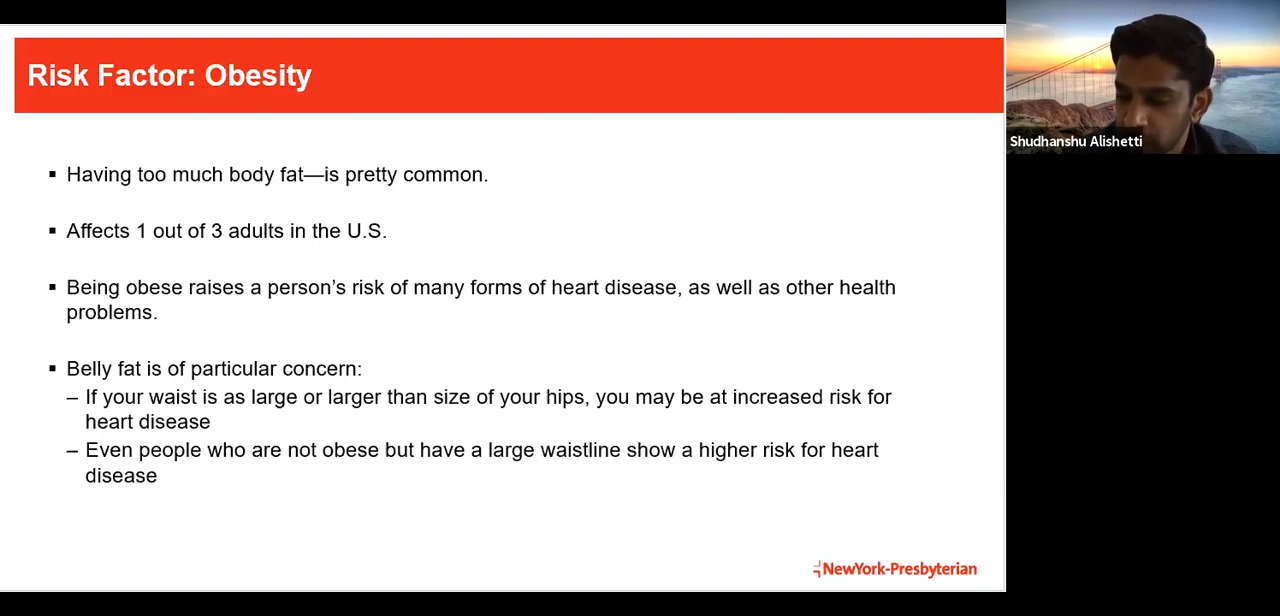 Risk Factor: Obesity
Shudhanshu Alishetti
▪ Having too much body fat—is pretty common.
▪ Affects 1 out of 3 adults in the U.S.
▪ Being obese raises a person’s risk of many forms of heart disease, as well as other health
problems.
▪ Belly fat is of particular concern:
– If your waist is as large or larger than size of your hips, you may be at increased risk for
heart disease
– Even people who are not obese but have a large waistline show a higher risk for heart
disease
NewYork-Presbyterian